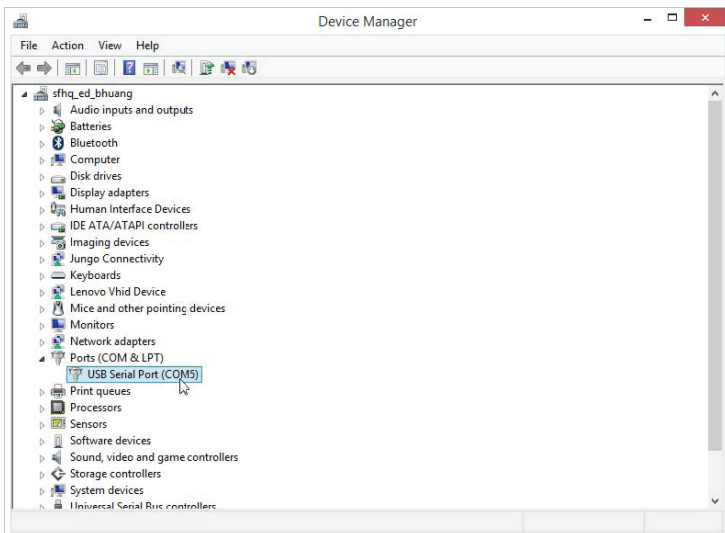 Device Manager
File Action View Help
sfhq_ed_bhuang
Audio inputs and outputs
Batteries
Bluetooth
Computer
Disk drives
Display adapters
Human Interface Devices
IDE ATA/ATAPI controllers
Imaging devices
Jungo Connectivity
Keyboards
Lenovo Vhid Device
Mice and other pointing devices
Monitors
Network adapters
Ports (COM & LPT)
USB Serial Port (COM5)
Print queues
Processors
Sensors
Software devices
Sound, video and game controllers
Storage controllers
System devices
Universal Serial Bus controllers